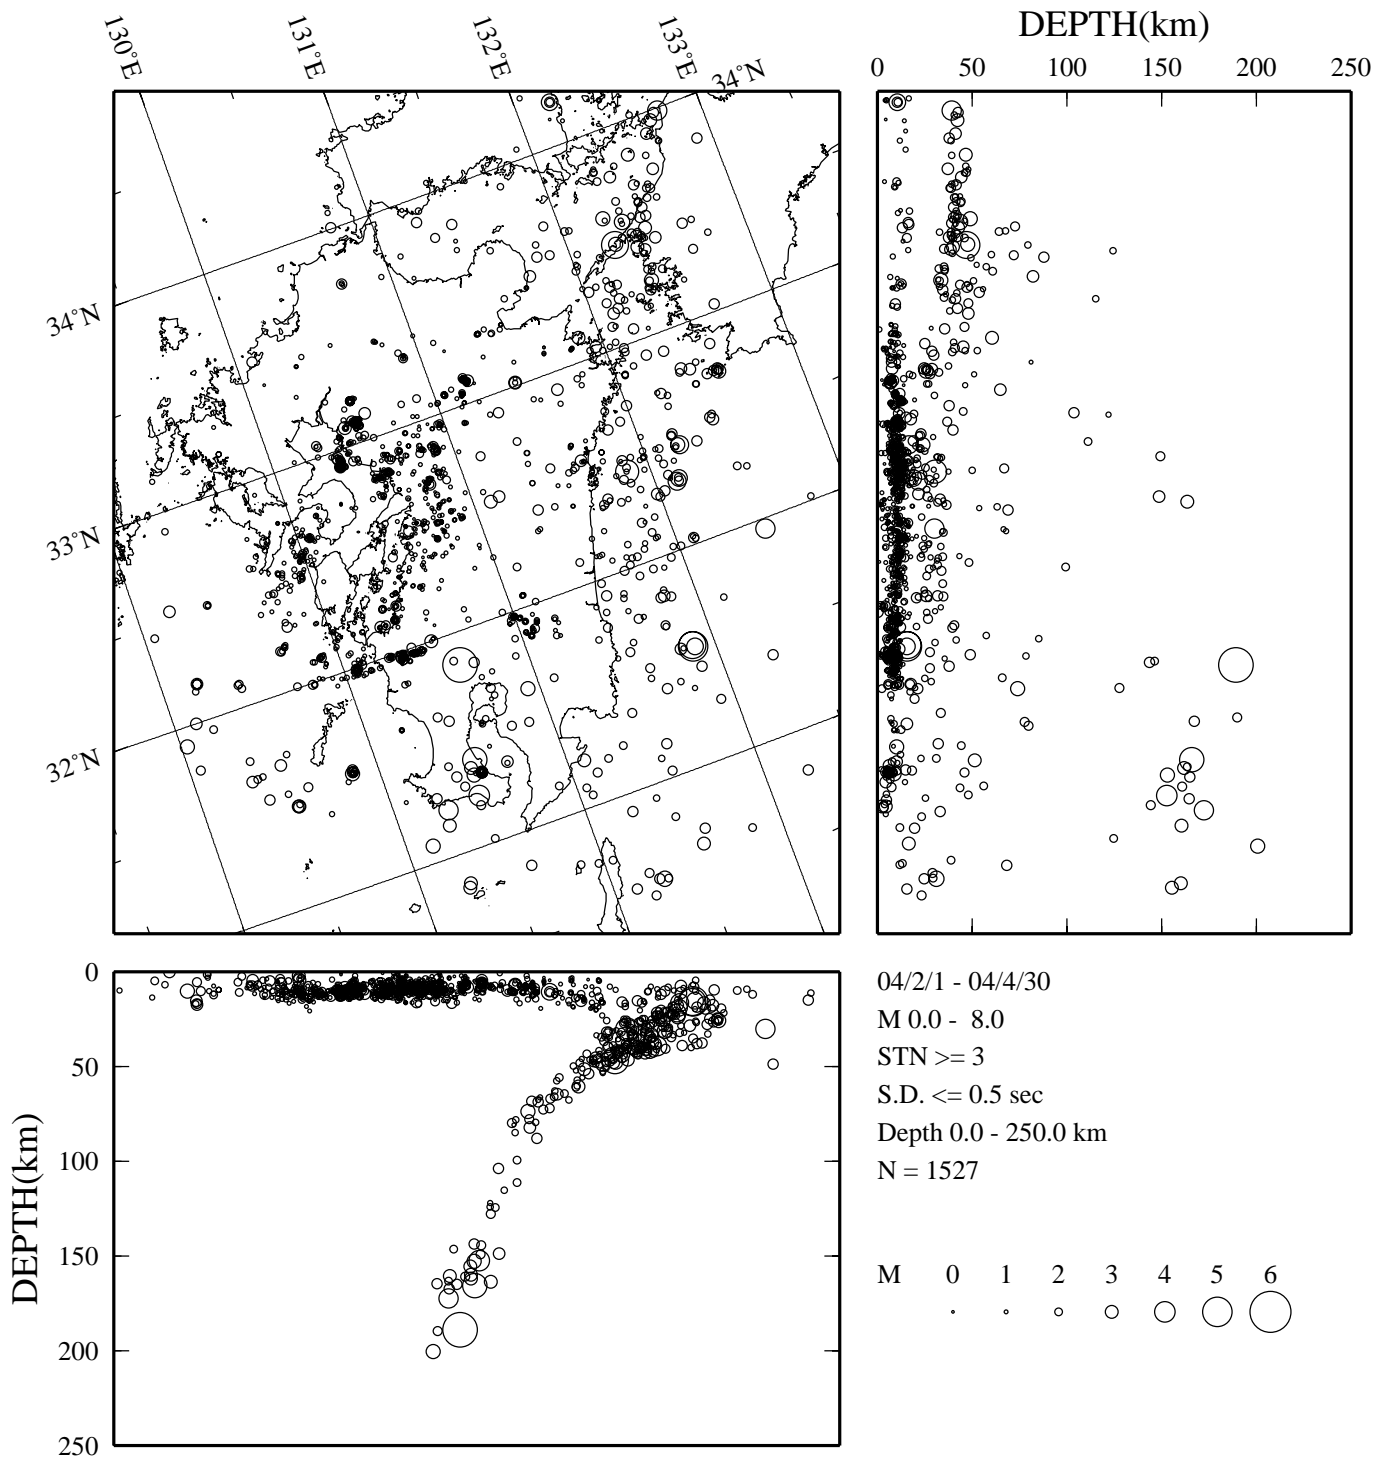 DEPTH(km)
130°E
131°E
132°E
133°E
34°N
0 50 100 150 200 250
34°N
33°N
32°N
DEPTH(km)
0
50
100
150
200
250
04/2/1 - 04/4/30
M 0.0 - 8.0
STN >= 3
S.D. <= 0.5 sec
Depth 0.0 - 250.0 km
N = 1527
M 0 1 2 3 4 5 6